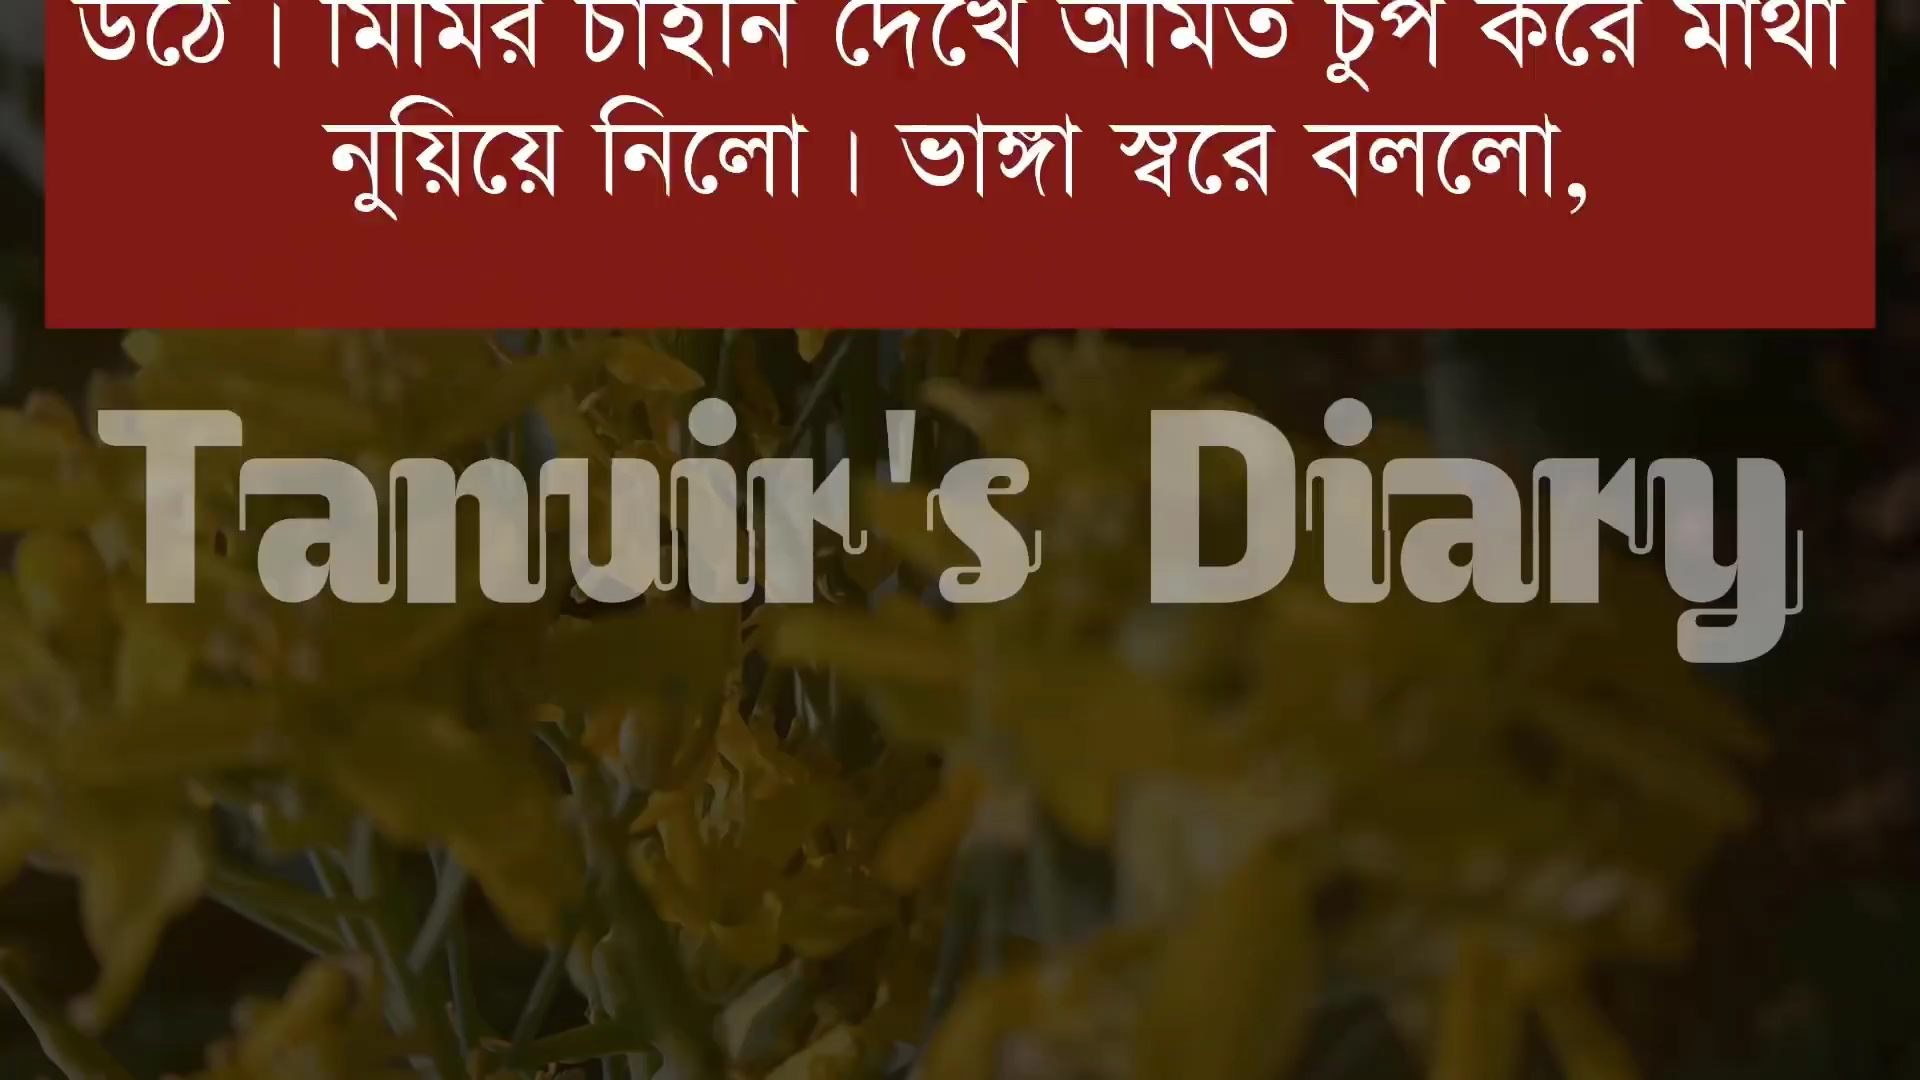 উঠে। মিমির চাহনি দেখে অমিত চুপ করে মাথা
নুয়িয়ে নিলো। ভাঙ্গা স্বরে বললো,
Tanvir's Diary